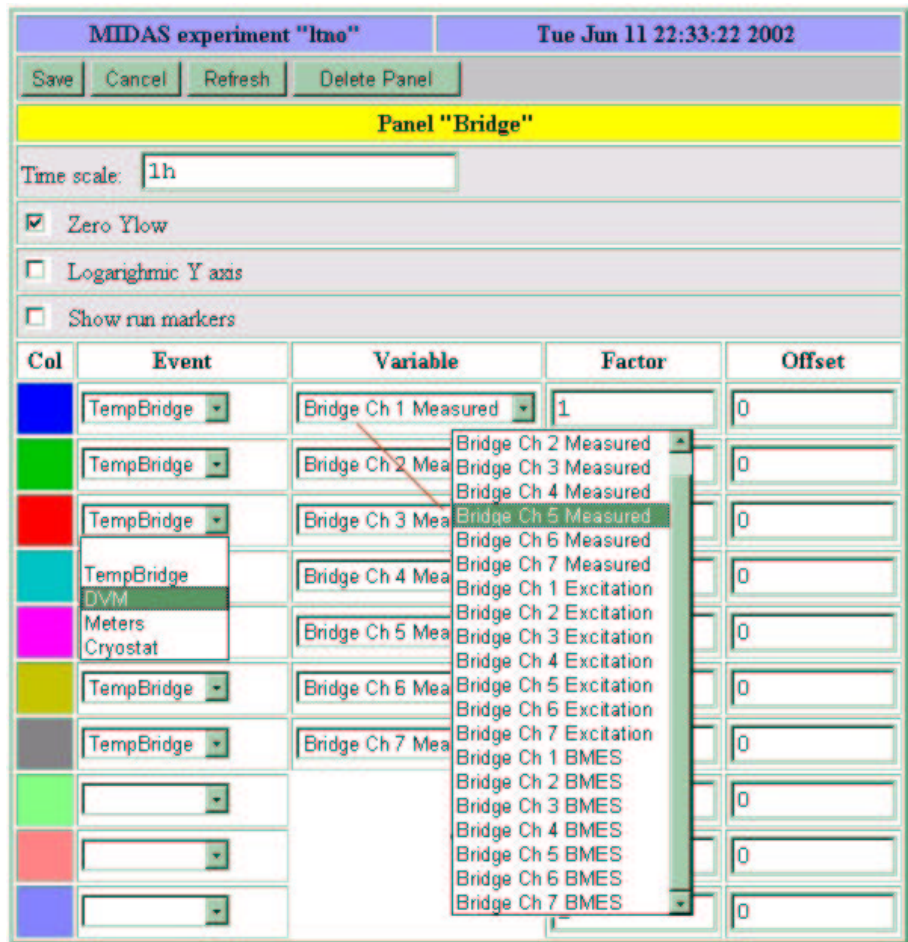 MIDAS experiment "ltno" Tue Jun 11 22:33:22 2002
Save Cancel Refresh Delete Panel
Panel "Bridge"
Time scale: 1h
Zero Ylow
Logarighmic Y axis
Show run markers
Col Event Variable Factor Offset
TempBridge Bridge Ch 1 Measured 1 0
TempBridge Bridge Ch 2 Mea 0
TempBridge Bridge Ch 3 Mea 0
Bridge Ch 4 Mea 0
Bridge Ch 5 Mea 0
TempBridge Bridge Ch 6 Mea 0
TempBridge Bridge Ch 7 Mea 0
0
0
0
TempBridge
DVM
Meters
Cryostat
Bridge Ch 2 Measured
Bridge Ch 3 Measured
Bridge Ch 4 Measured
Bridge Ch 5 Measured
Bridge Ch 6 Measured
Bridge Ch 7 Measured
Bridge Ch 1 Excitation
Bridge Ch 2 Excitation
Bridge Ch 3 Excitation
Bridge Ch 4 Excitation
Bridge Ch 5 Excitation
Bridge Ch 6 Excitation
Bridge Ch 7 Excitation
Bridge Ch 1 BMES
Bridge Ch 2 BMES
Bridge Ch 3 BMES
Bridge Ch 4 BMES
Bridge Ch 5 BMES
Bridge Ch 6 BMES
Bridge Ch 7 BMES